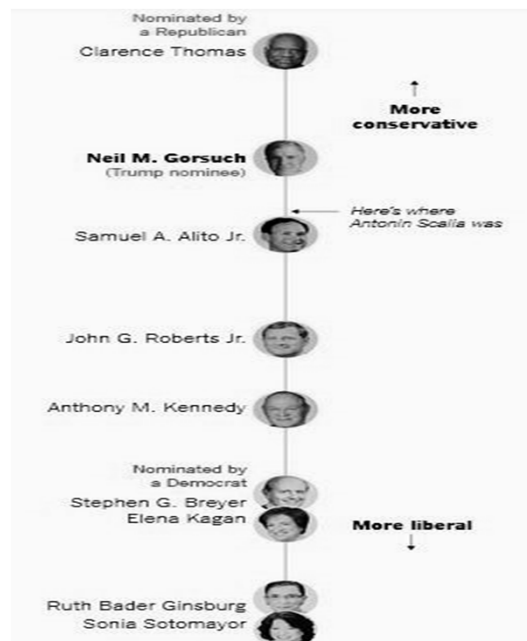 Nominated by
a Republican
Clarence Thomas
More
conservative
Neil M. Gorsuch
(Trump nominee)
Here's where
Antonin Scalia was
Samuel A. Alito Jr.
John G. Roberts Jr.
Anthony M. Kennedy
Nominated by
a Democrat
Stephen G. Breyer
Elena Kagan
More liberal
Ruth Bader Ginsburg
Sonia Sotomayor